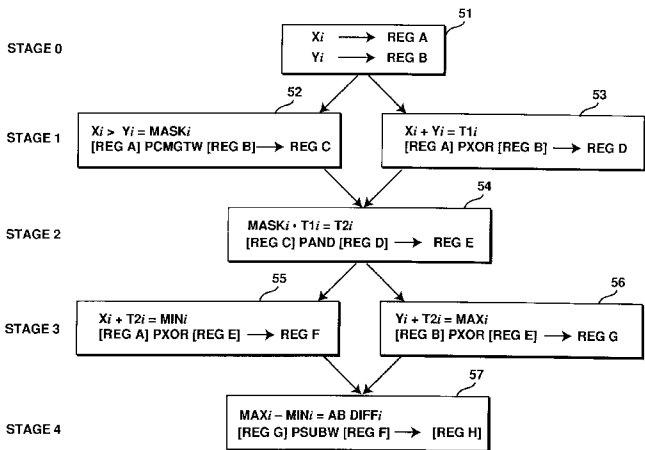 51
STAGE 0
Xi → REG A
Yi → REG B
52
53
STAGE 1
Xi > Yi = MASKi
[REG A] PCMGTW [REG B] → REG C
Xi + Yi = T1i
[REG A] PXOR [REG B] → REG D
54
STAGE 2
MASKi • T1i = T2i
[REG C] PAND [REG D] → REG E
55
56
STAGE 3
Xi + T2i = MINi
[REG A] PXOR [REG E] → REG F
Yi + T2i = MAXi
[REG B] PXOR [REG E] → REG G
57
STAGE 4
MAXi – MINi = AB DIFFi
[REG G] PSUBW [REG F] → [REG H]